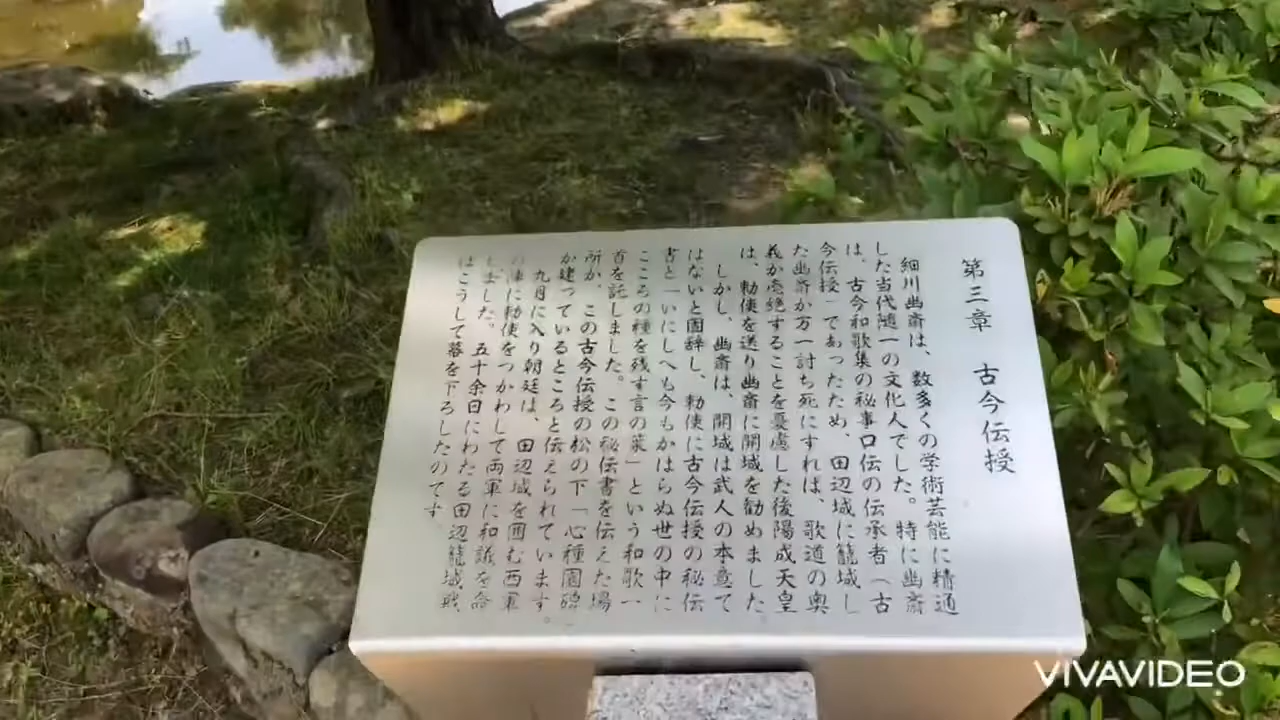 第三章　古今伝授
細川幽斎は、数多くの学術芸能に精通
した当代随一の文化人でした。特に幽斎
は、古今和歌集の秘事口伝の伝承者（古
今伝授）であったため、田辺城に籠城し
た幽斎が万一討ち死にすれば、歌道の奥
義が壱絶することを憂慮した後陽成天皇
は、勅使を送り幽斎に開城を勧めました
しかし、幽斎は、開城は武人の本意で
はないと固辞し、勅使に古今伝授の秘伝
書と「いにしへも今もかはらぬ世の中に
こころの種を残す言の葉」という和歌一
首を託しました。この秘伝書を伝えた場
所が、この古今伝授の松の下「心種園碑」
が建っているところと伝えられています。
九月に入り朝廷は、田辺城を囲む西軍
の陣に勅使をつかわして両軍に和議を命
じました。五十余日にわたる田辺籠城戦
はこうして幕を下ろしたのです
VIVAVIDEO